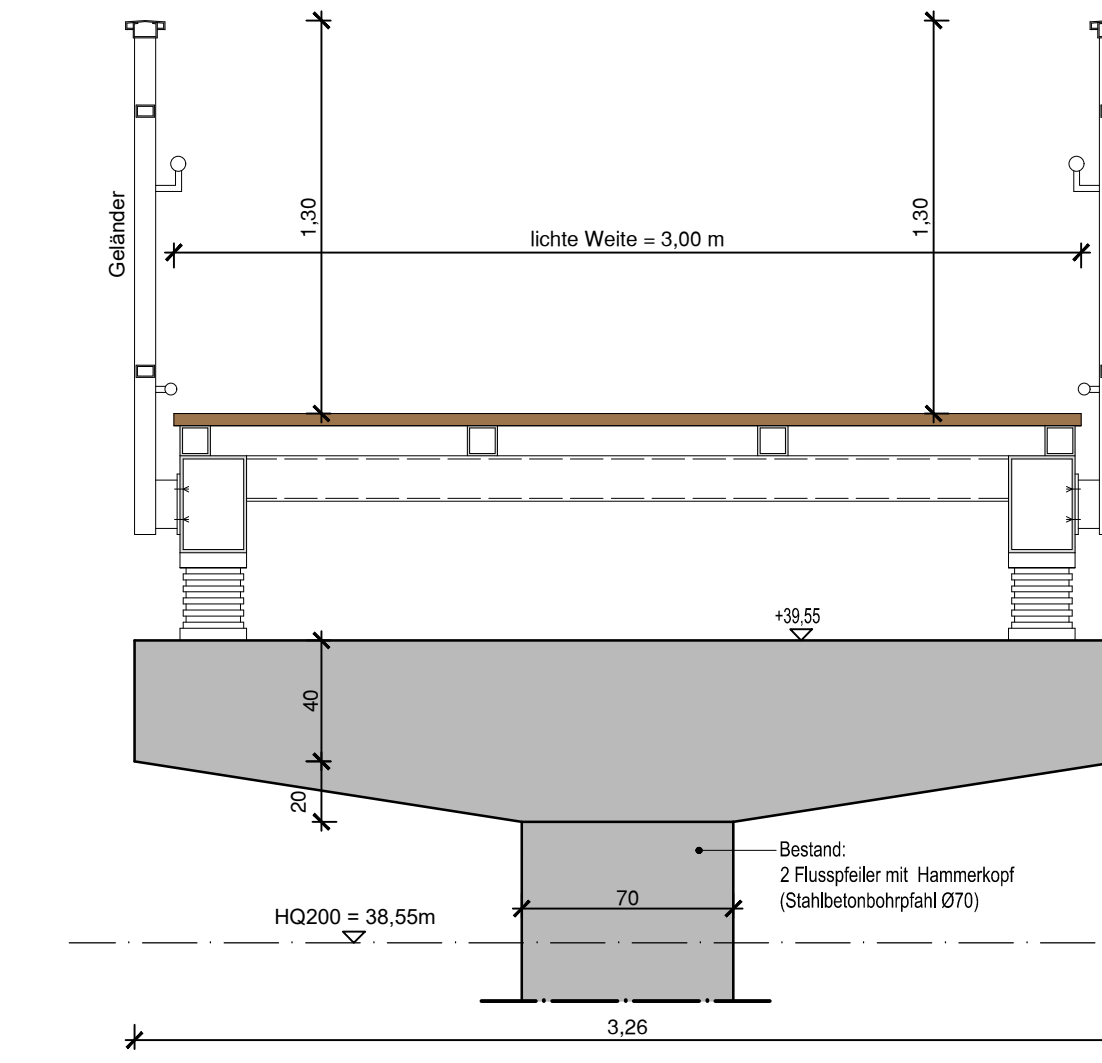 Geländer
1,30
1,30
lichte Weite = 3,00 m
+39,55
40
20
Bestand:
2 Flusspfeiler mit Hammerkopf
(Stahlbetonbohrpfahl Ø70)
70
HQ200 = 38,55m
3,26